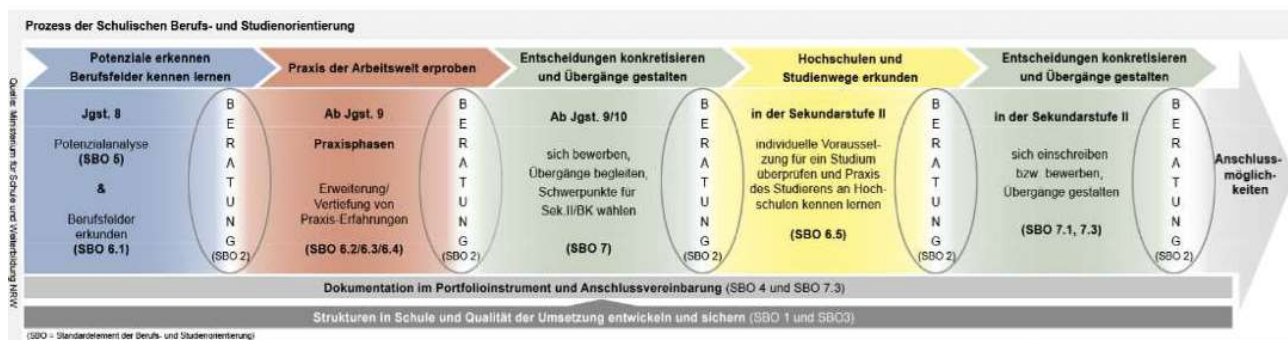 Prozess der Schulischen Berufs- und Studienorientierung
Potenziale erkennen
Berufsfelder kennen lernen
Praxis der Arbeitswelt erproben
Entscheidungen konkretisieren
und Übergänge gestalten
Hochschulen und
Studienwege erkunden
Entscheidungen konkretisieren
und Übergänge gestalten
Quelle: Ministerium für Schule und Weiterbildung NRW
Jgst. 8
Potenzialanalyse
(SBO 5)
&
Berufsfelder
erkunden
(SBO 6.1)
BERATUNG
(SBO 2)
Ab Jgst. 9
Praxisphasen
Erweiterung/
Vertiefung von
Praxis-Erfahrungen
(SBO 6.2/6.3/6.4)
BERATUNG
(SBO 2)
Ab Jgst. 9/10
sich bewerben,
Übergänge begleiten,
Schwerpunkte für
Sek.II/BK wählen
(SBO 7)
BERATUNG
(SBO 2)
in der Sekundarstufe II
individuelle Vorausset-
zung für ein Studium
überprüfen und Praxis
des Studierens an Hoch-
schulen kennen lernen
(SBO 6.5)
BERATUNG
(SBO 2)
in der Sekundarstufe II
sich einschreiben
bzw. bewerben,
Übergänge gestalten
(SBO 7.1, 7.3)
BERATUNG
(SBO 2)
Anschluss-
möglich-
keiten
Dokumentation im Portfolioinstrument und Anschlussvereinbarung (SBO 4 und SBO 7.3)
Strukturen in Schule und Qualität der Umsetzung entwickeln und sichern (SBO 1 und SBO3)
(SBO = Standardelement der Berufs- und Studienorientierung)